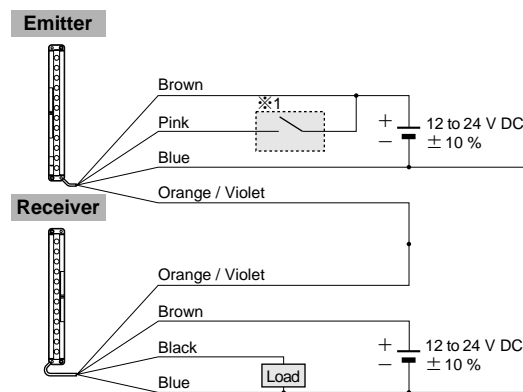 Emitter
Brown
※1
Pink
+ 12 to 24 V DC
− ± 10 %
Blue
Orange / Violet
Receiver
Orange / Violet
Brown
Black
+ 12 to 24 V DC
− ± 10 %
Load
Blue